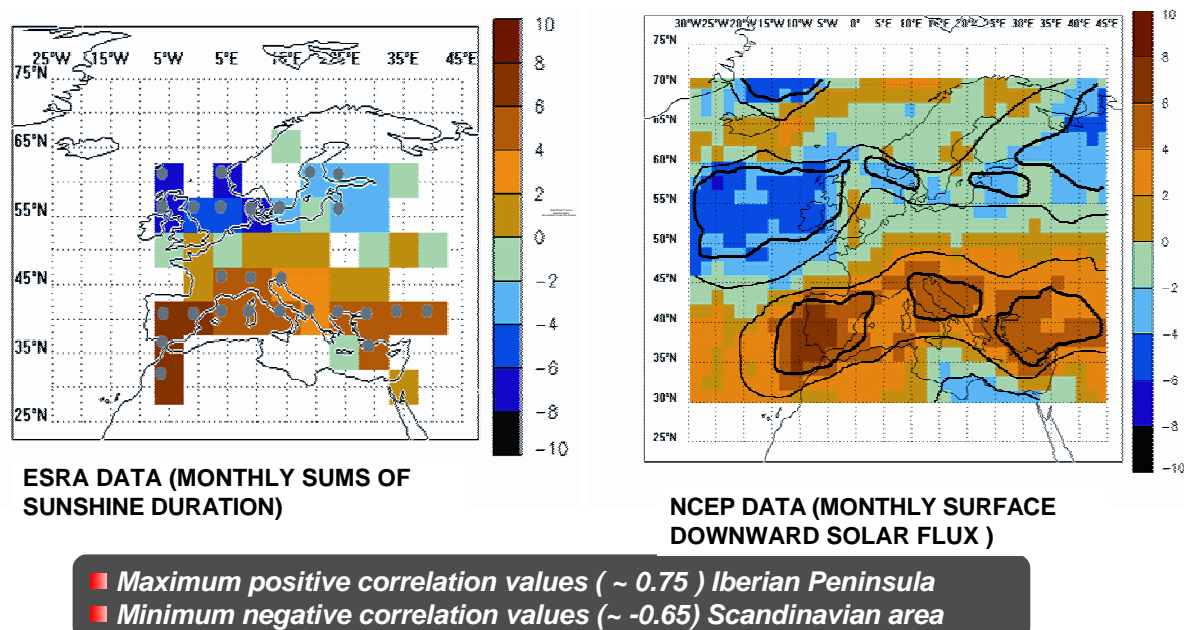 25°W 15°W 5°W 5°E 15°E 25°E 35°E 45°E
75°N
65°N
55°N
45°N
35°N
25°N
10
8
6
4
2
0
−2
−4
−6
−8
−10
ESRA DATA (MONTHLY SUMS OF
SUNSHINE DURATION)
30°W 25°W 20°W 15°W 10°W 5°W 0° 5°E 10°E 15°E 20°E 25°E 30°E 35°E 40°E 45°E
75°N
70°N
65°N
60°N
55°N
50°N
45°N
40°N
35°N
30°N
25°N
10
8
6
4
2
0
−2
−4
−6
−8
−10
NCEP DATA (MONTHLY SURFACE
DOWNWARD SOLAR FLUX )
Maximum positive correlation values ( ~ 0.75 ) Iberian Peninsula
Minimum negative correlation values (~ -0.65) Scandinavian area